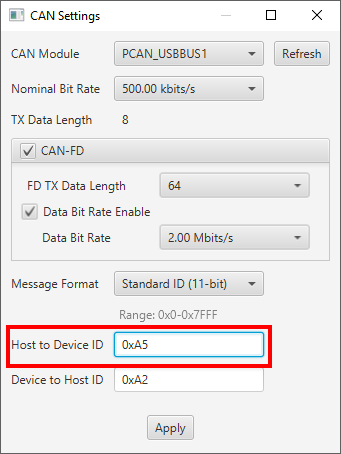 CAN Settings
CAN Module PCAN_USBBUS1 Refresh
Nominal Bit Rate 500.00 kbits/s
TX Data Length 8
CAN-FD
FD TX Data Length 64
Data Bit Rate Enable
Data Bit Rate 2.00 Mbits/s
Message Format Standard ID (11-bit)
Range: 0x0-0x7FF
Host to Device ID 0xA5
Device to Host ID 0xA2
Apply